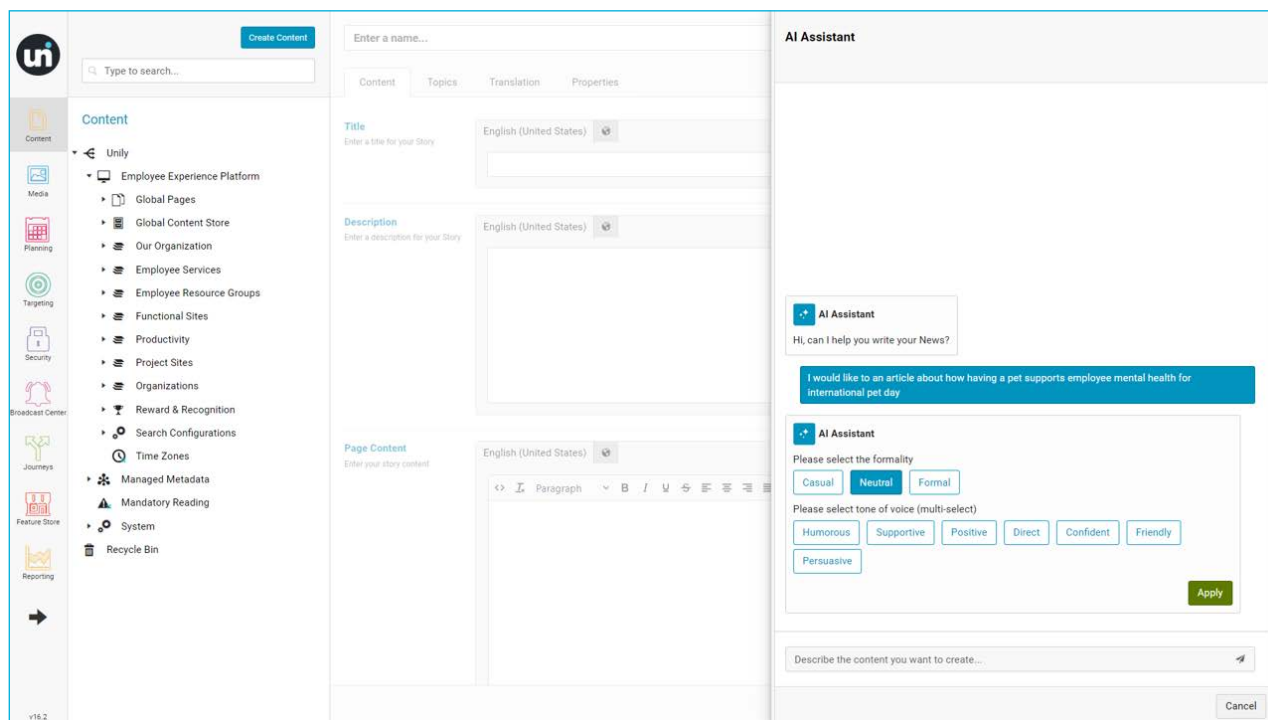 uni
Content
Media
Planning
Targeting
Security
Broadcast Center
Journeys
Feature Store
Reporting
v16.2
Create Content
Type to search...
Content
Unily
Employee Experience Platform
Global Pages
Global Content Store
Our Organization
Employee Services
Employee Resource Groups
Functional Sites
Productivity
Project Sites
Organizations
Reward & Recognition
Search Configurations
Time Zones
Managed Metadata
Mandatory Reading
System
Recycle Bin
Enter a name...
Content Topics Translation Properties
Title
Enter a title for your Story
English (United States)
Description
Enter a description for your Story
English (United States)
Page Content
Enter your story content
English (United States)
Paragraph B I U S
AI Assistant
AI Assistant
Hi, can I help you write your News?
I would like to an article about how having a pet supports employee mental health for
international pet day
AI Assistant
Please select the formality
Casual Neutral Formal
Please select tone of voice (multi-select)
Humorous Supportive Positive Direct Confident Friendly
Persuasive
Apply
Describe the content you want to create...
Cancel